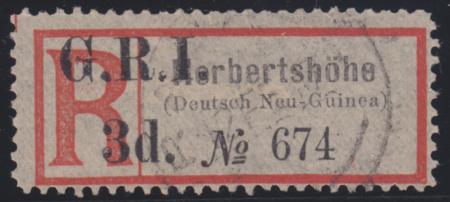 G.R.I.
R Herbertshöhe
(Deutsch Neu-Guinea)
3d. № 674